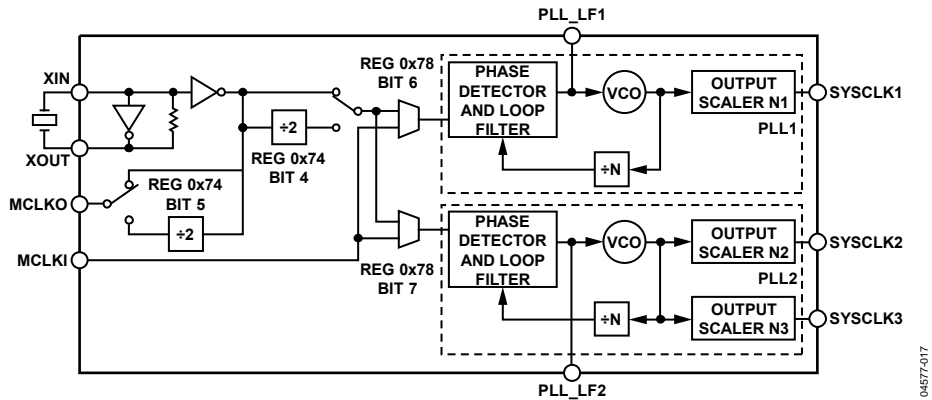 PLL_LF1
XIN
XOUT
MCLKO
MCLKI
REG 0x74
BIT 5
÷2
÷2
REG 0x74
BIT 4
REG 0x78
BIT 6
REG 0x78
BIT 7
PHASE
DETECTOR
AND LOOP
FILTER
VCO
÷N
OUTPUT
SCALER N1
PLL1
SYSCLK1
PHASE
DETECTOR
AND LOOP
FILTER
VCO
÷N
OUTPUT
SCALER N2
PLL2
OUTPUT
SCALER N3
SYSCLK2
SYSCLK3
PLL_LF2
04577-017